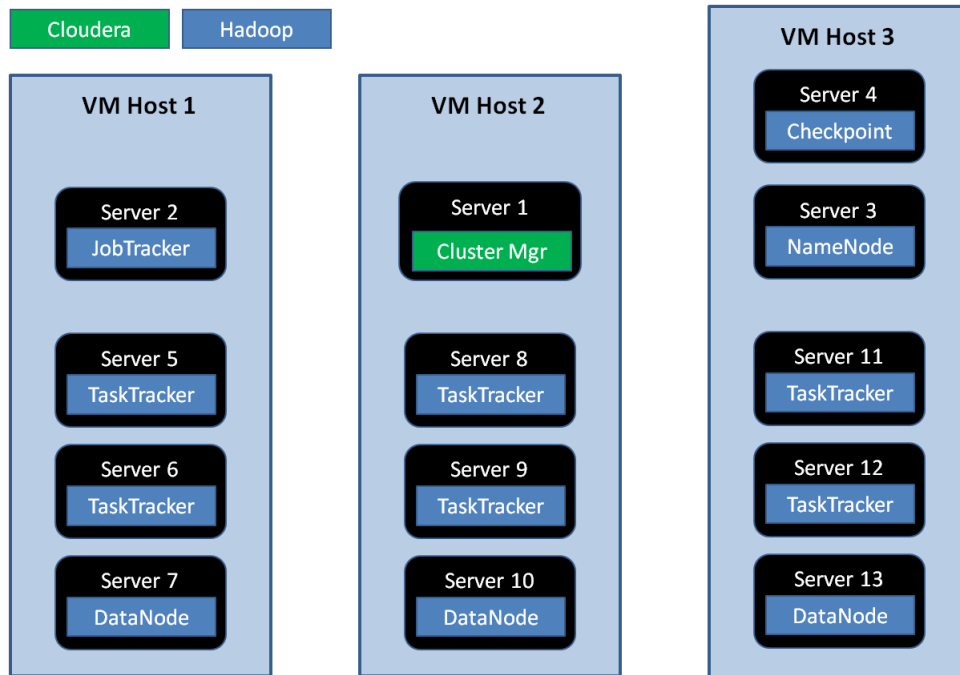 Cloudera
Hadoop
VM Host 1
Server 2
JobTracker
Server 5
TaskTracker
Server 6
TaskTracker
Server 7
DataNode
VM Host 2
Server 1
Cluster Mgr
Server 8
TaskTracker
Server 9
TaskTracker
Server 10
DataNode
VM Host 3
Server 4
Checkpoint
Server 3
NameNode
Server 11
TaskTracker
Server 12
TaskTracker
Server 13
DataNode